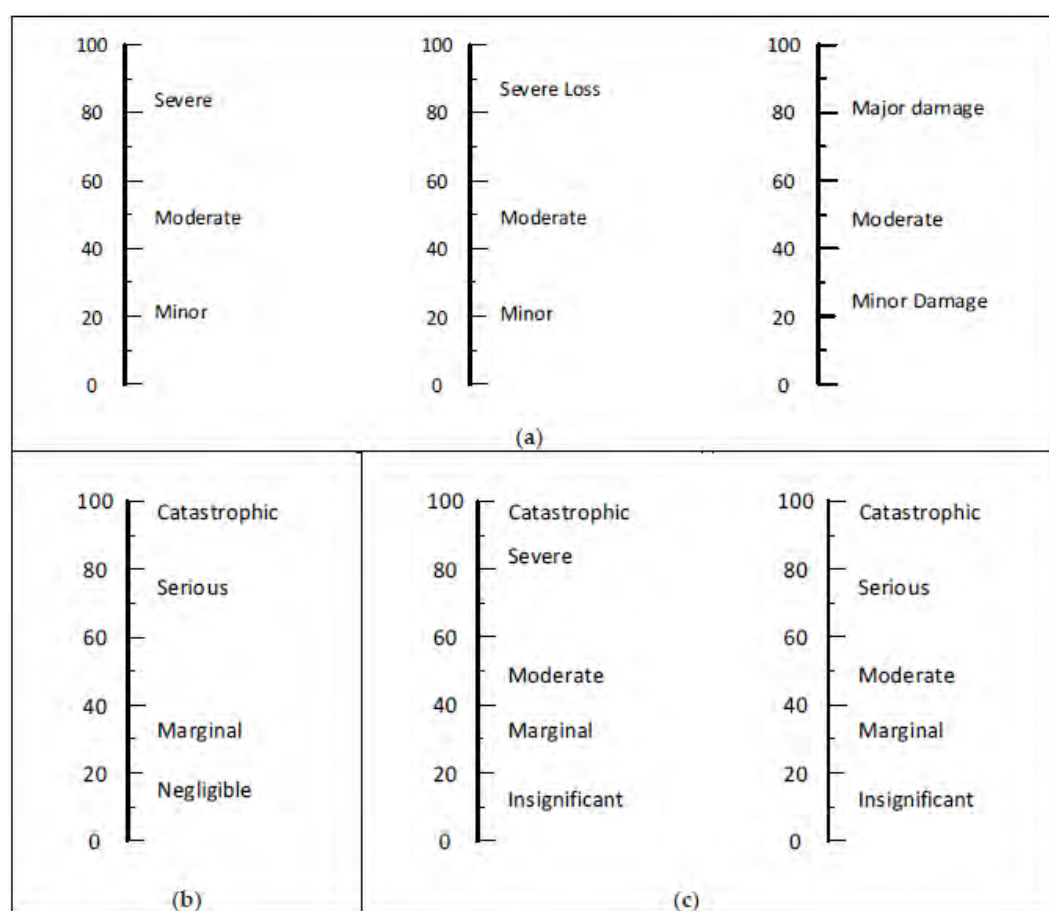 100 100 100
Severe Severe Loss Major damage
80 80 80
60 60 60
Moderate Moderate Moderate
40 40 40
Minor Minor Minor Damage
20 20 20
0 0 0
(a)
100 Catastrophic 100 Catastrophic 100 Catastrophic
Severe
80 80 80
Serious Serious
60 60 60
Moderate Moderate
40 40 40
Marginal Marginal Marginal
20 20 20
Negligible Insignificant Insignificant
0 0 0
(b) (c)